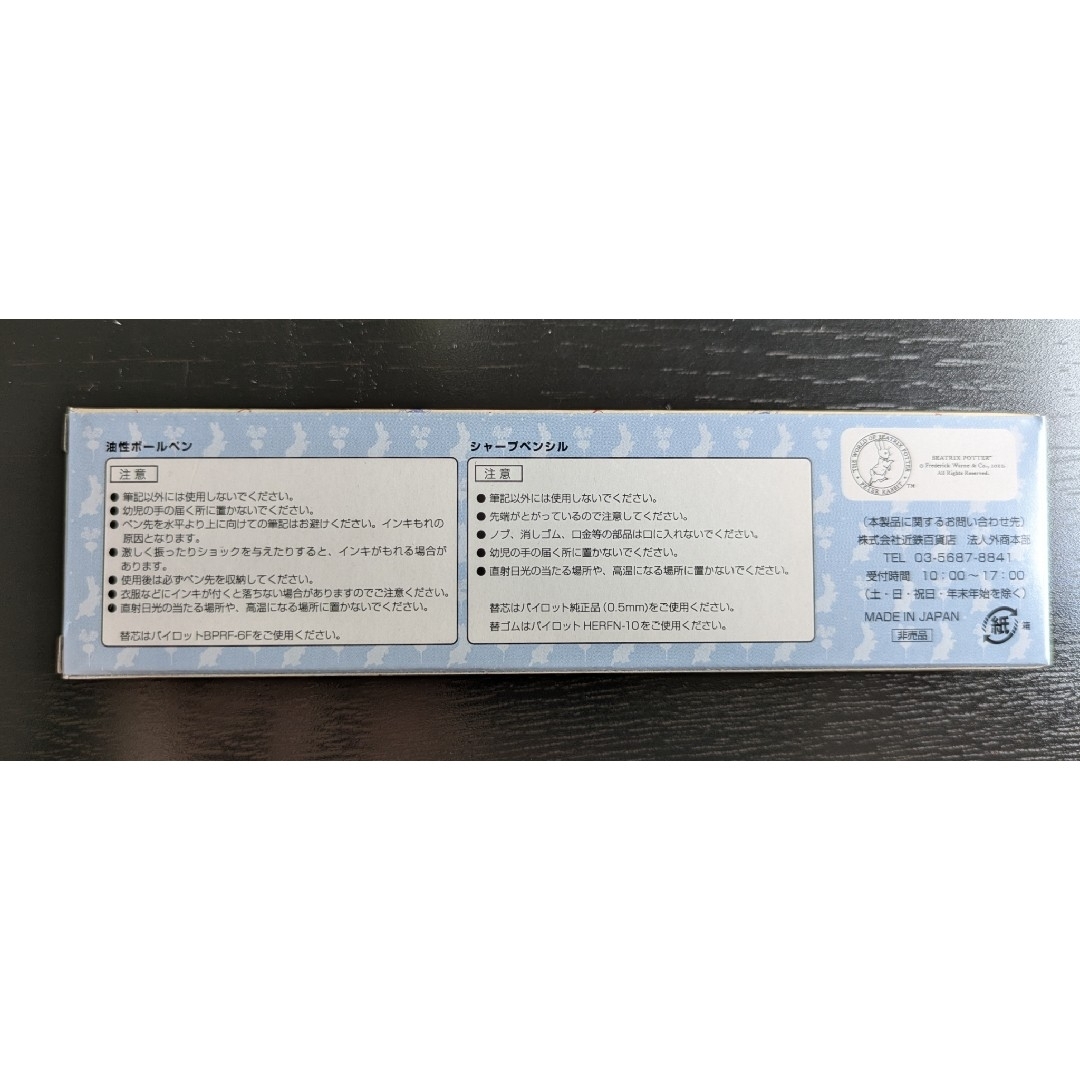 油性ボールペン
注意
●筆記以外には使用しないでください。
●幼児の手の届く所に置かないでください。
●ペン先を水平より上に向けての筆記はお避けください。インキもれの
原因となります。
●激しく振ったりショックを与えたりすると、インキがもれる場合が
あります。
●使用後は必ずペン先を収納してください。
●衣服などにインキが付くと落ちない場合がありますのでご注意ください。
●直射日光の当たる場所や、高温になる場所に置かないでください。
替芯はパイロットBPRF-6Fをご使用ください。
シャープペンシル
注意
●筆記以外には使用しないでください。
●先端がとがっているので注意してください。
●ノブ、消しゴム、口金等の部品は口に入れないでください。
●幼児の手の届く所に置かないでください。
●直射日光の当たる場所や、高温になる場所に置かないでください。
替芯はパイロット純正品(0.5mm)をご使用ください。
替ゴムはパイロットHERFN-10をご使用ください。
THE WORLD OF BEATRIX POTTER
PETER RABBIT ™
BEATRIX POTTER™
© Frederick Warne & Co.,
All Rights Reserved.
(本製品に関するお問い合わせ先)
株式会社近鉄百貨店 法人外商本部
TEL 03-5687-8841
受付時間 10:00〜17:00
(土・日・祝日・年末年始を除く)
MADE IN JAPAN
非売品
紙
箱